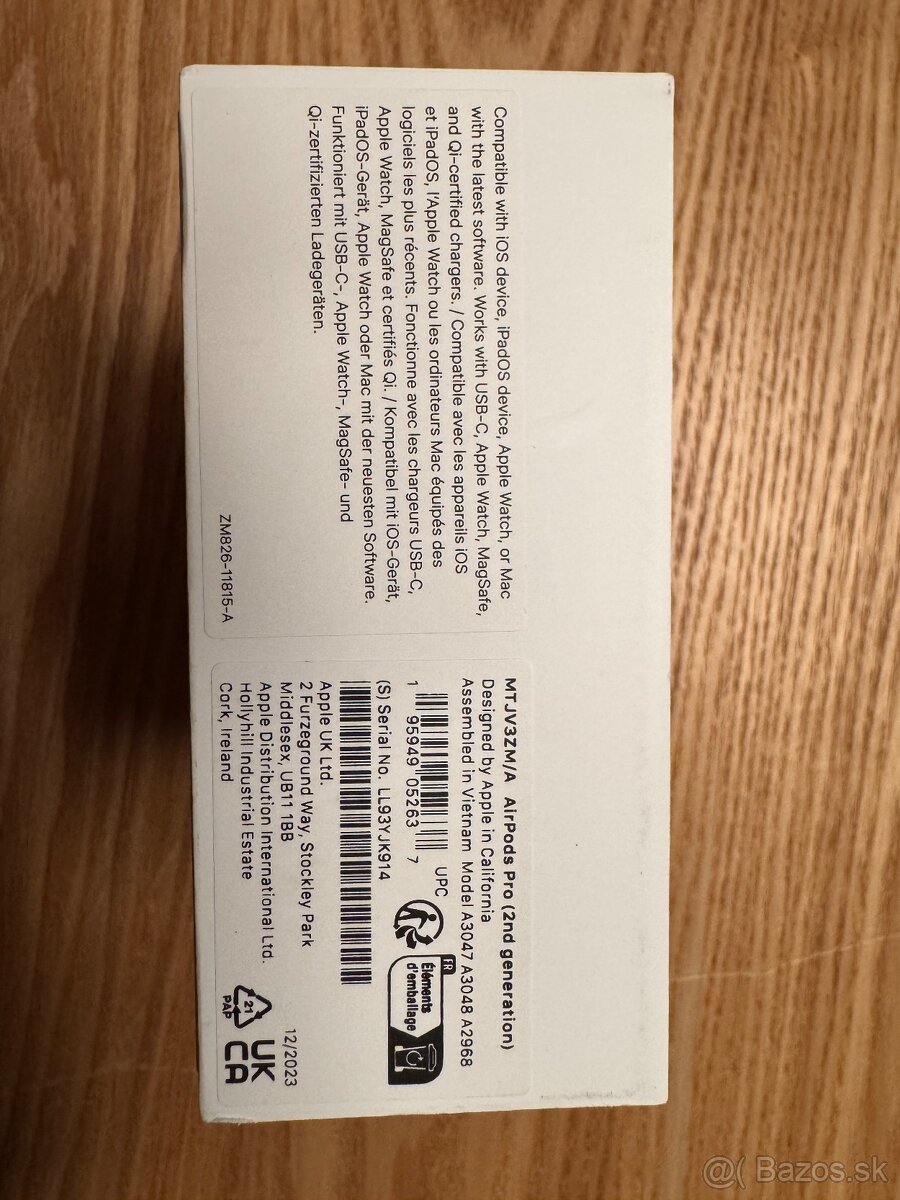 Compatible with iOS device, iPadOS device, Apple Watch, or Mac
with the latest software. Works with USB-C, Apple Watch, MagSafe,
and Qi-certified chargers. / Compatible avec les appareils iOS
et iPadOS, l'Apple Watch ou les ordinateurs Mac équipés des
logiciels les plus récents. Fonctionne avec les chargeurs USB-C,
Apple Watch, MagSafe et certifiés Qi. / Kompatibel mit iOS-Gerät,
iPadOS-Gerät, Apple Watch oder Mac mit der neuesten Software.
Funktioniert mit USB-C-, Apple Watch-, MagSafe- und
Qi-zertifizierten Ladegeräten.
ZM826-11815-A
MTJV3ZM/A AirPods Pro (2nd generation)
Designed by Apple in California
Assembled in Vietnam Model A3047 A3048 A2968
UPC
1 95949 05263 7
FR
Éléments
d'emballage
(S) Serial No. LL93YJK914
Apple UK Ltd.
2 Furzeground Way, Stockley Park
Middlesex, UB11 1BB
Apple Distribution International Ltd.
Hollyhill Industrial Estate
Cork, Ireland
12/2023
21
PAP
UK
CA
@( Bazos.sk